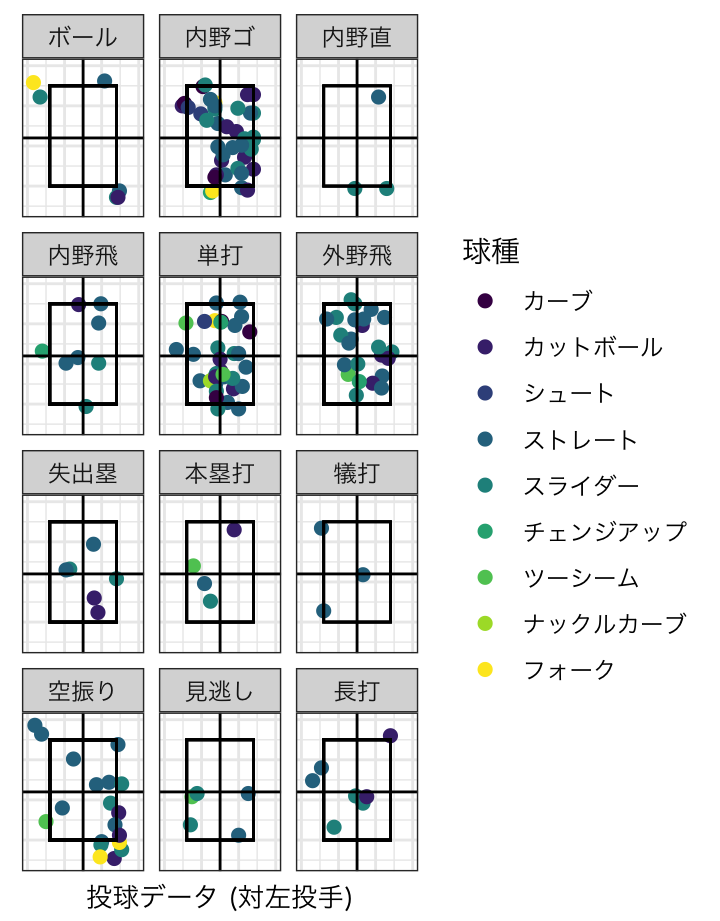 ボール 内野ゴ 内野直
内野飛 単打 外野飛
失出塁 本塁打 犠打
空振り 見逃し 長打
投球データ (対左投手)
球種
カーブ
カットボール
シュート
ストレート
スライダー
チェンジアップ
ツーシーム
ナックルカーブ
フォーク